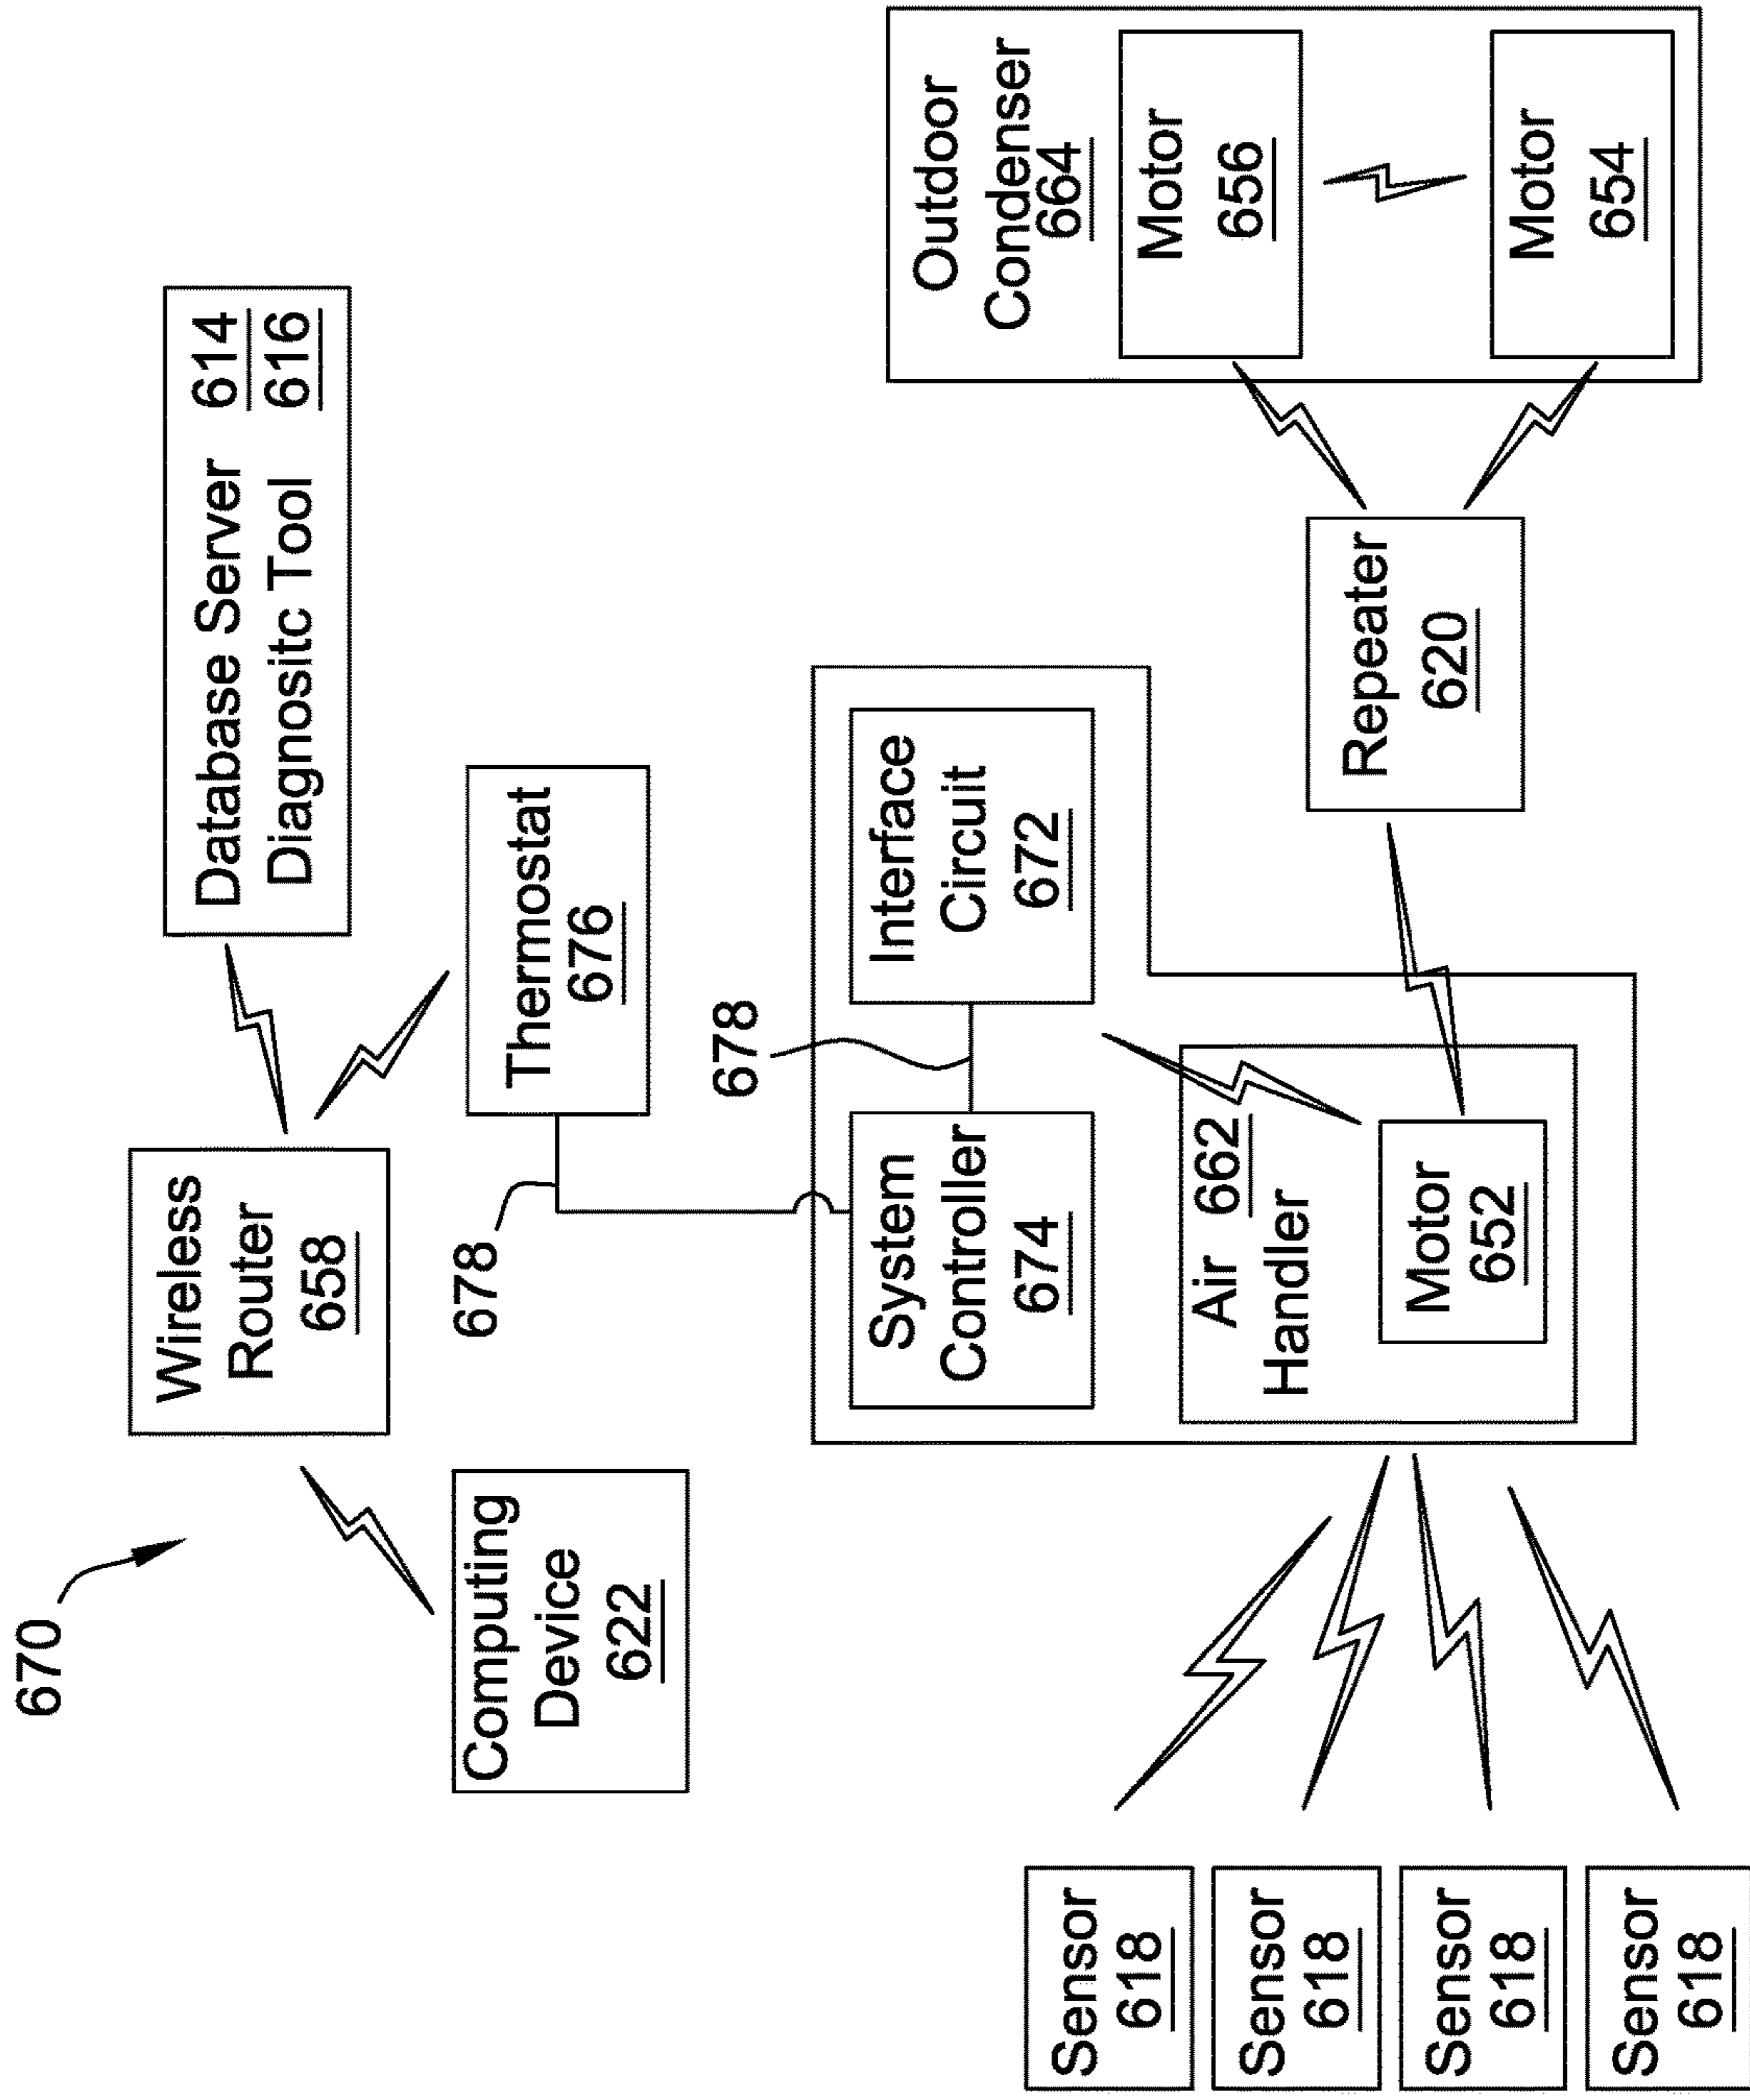 670
Wireless
Router
658
Database Server 614
Diagnositc Tool 616
Computing
Device
622
678
Thermostat
676
678
System
Controller
674
Interface
Circuit
672
Air 662
Handler
Motor
652
Outdoor
Condenser
664
Motor
656
Motor
654
Repeater
620
Sensor
618
Sensor
618
Sensor
618
Sensor
618